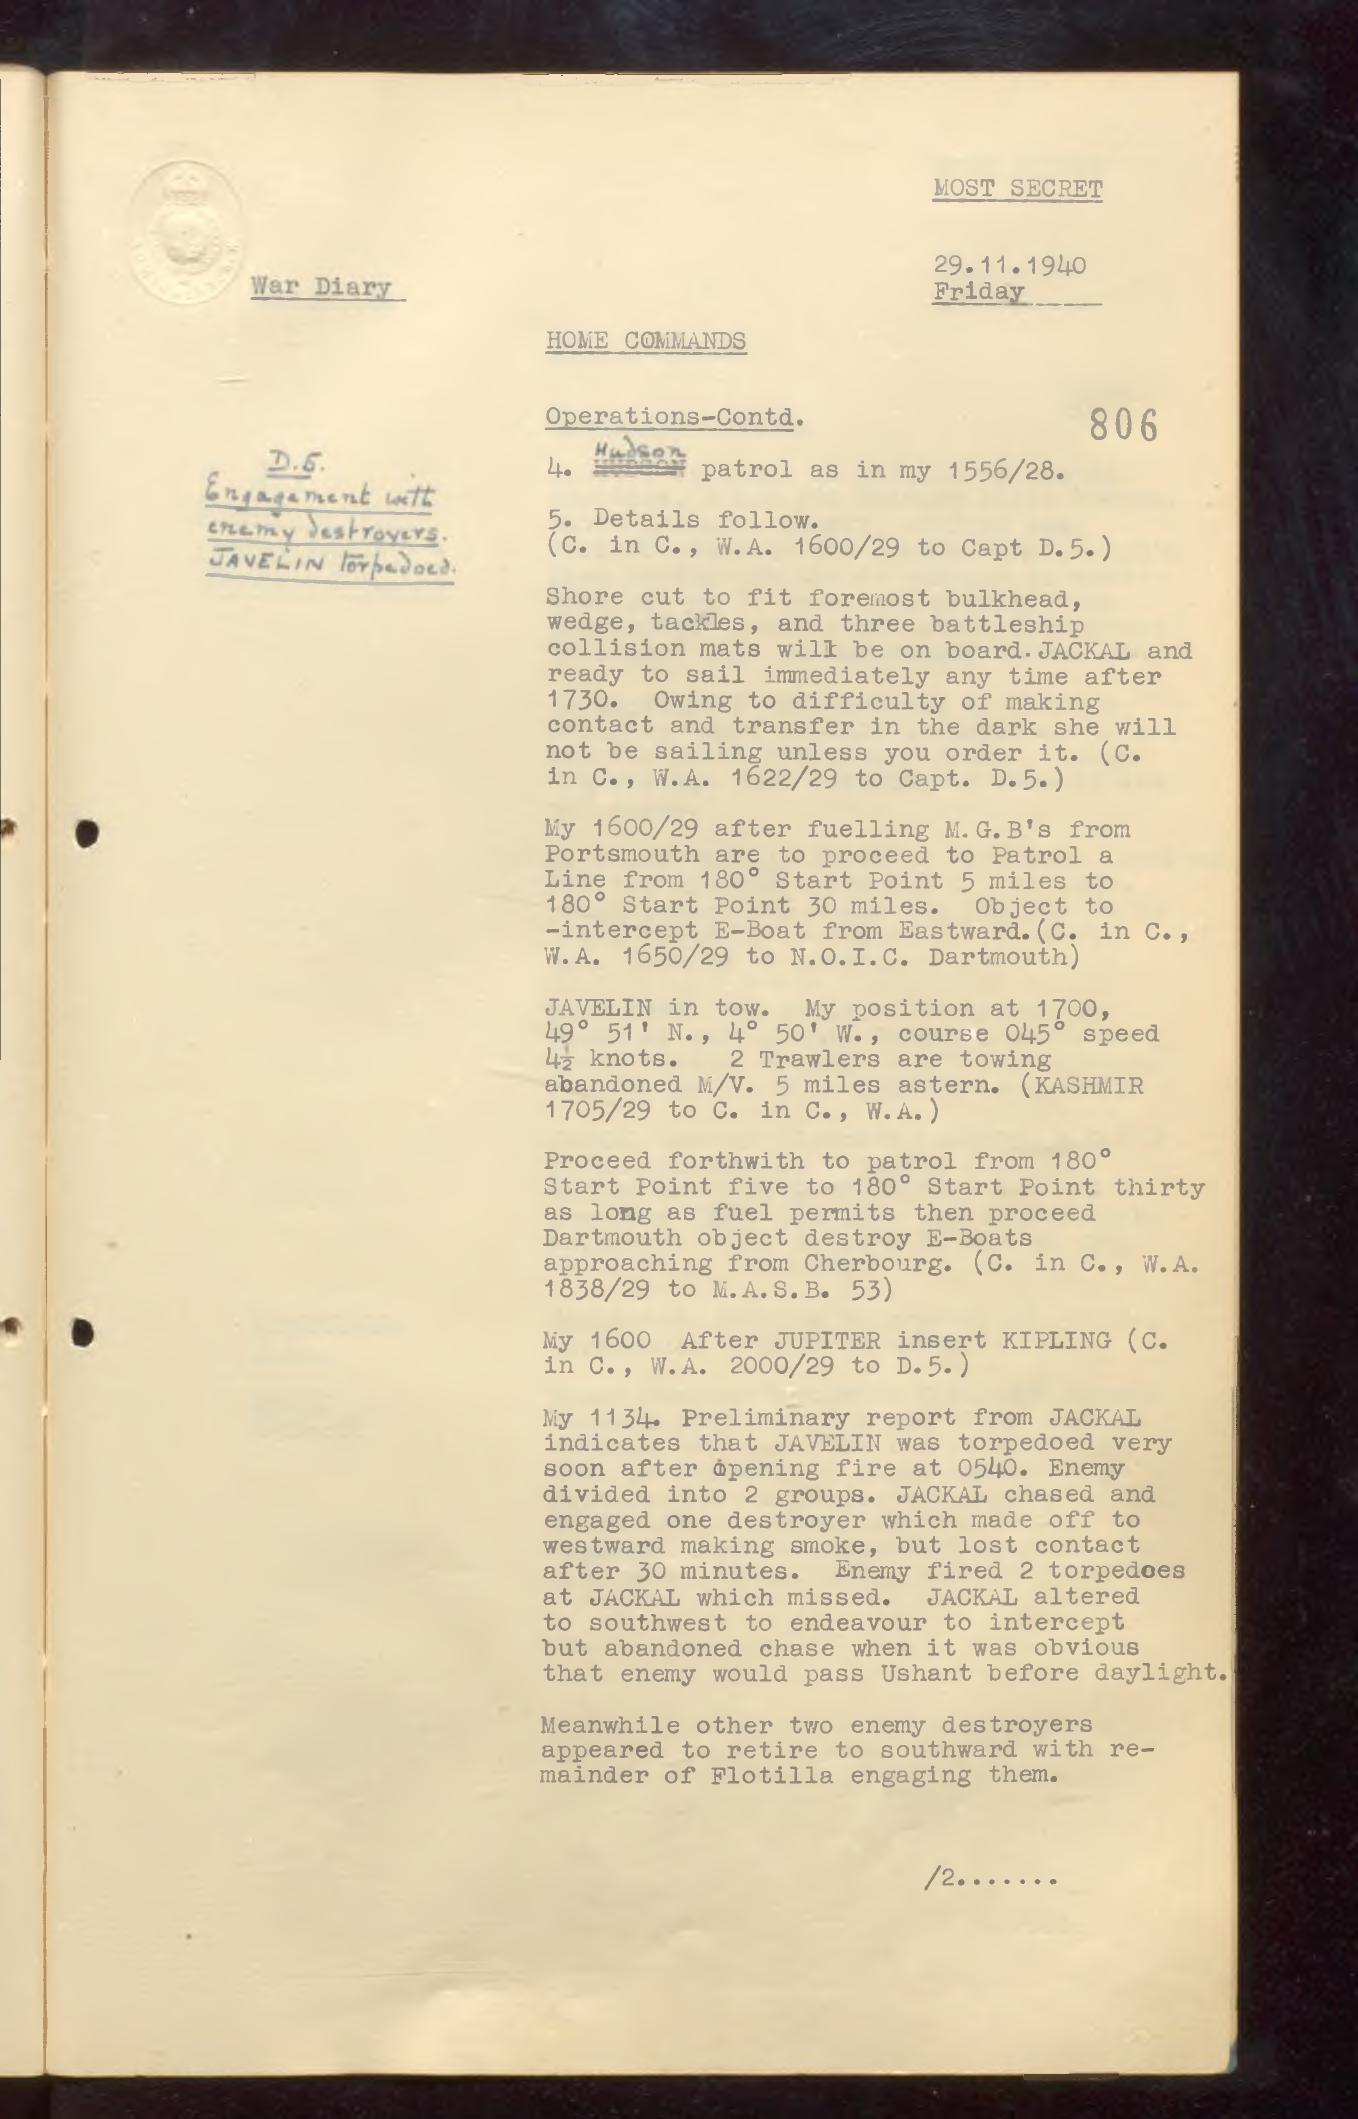 MOST SECRET
29.11.1940
Friday
War Diary
HOME COMMANDS
Operations-Contd.
806
D.5.
Engagement with
enemy destroyers.
JAVELIN torpedoed.
Hudson
4. HUDSON patrol as in my 1556/28.
5. Details follow.
(C. in C., W.A. 1600/29 to Capt D.5.)
Shore cut to fit foremost bulkhead,
wedge, tackles, and three battleship
collision mats will be on board.JACKAL and
ready to sail immediately any time after
1730. Owing to difficulty of making
contact and transfer in the dark she will
not be sailing unless you order it. (C.
in C., W.A. 1622/29 to Capt. D.5.)
My 1600/29 after fuelling M.G.B's from
Portsmouth are to proceed to Patrol a
Line from 180° Start Point 5 miles to
180° Start Point 30 miles. Object to
-intercept E-Boat from Eastward.(C. in C.,
W.A. 1650/29 to N.O.I.C. Dartmouth)
JAVELIN in tow. My position at 1700,
49° 51' N., 4° 50' W., course 045° speed
4½ knots. 2 Trawlers are towing
abandoned M/V. 5 miles astern. (KASHMIR
1705/29 to C. in C., W.A.)
Proceed forthwith to patrol from 180°
Start Point five to 180° Start Point thirty
as long as fuel permits then proceed
Dartmouth object destroy E-Boats
approaching from Cherbourg. (C. in C., W.A.
1838/29 to M.A.S.B. 53)
My 1600 After JUPITER insert KIPLING (C.
in C., W.A. 2000/29 to D.5.)
My 1134. Preliminary report from JACKAL
indicates that JAVELIN was torpedoed very
soon after opening fire at 0540. Enemy
divided into 2 groups. JACKAL chased and
engaged one destroyer which made off to
westward making smoke, but lost contact
after 30 minutes. Enemy fired 2 torpedoes
at JACKAL which missed. JACKAL altered
to southwest to endeavour to intercept
but abandoned chase when it was obvious
that enemy would pass Ushant before daylight.
Meanwhile other two enemy destroyers
appeared to retire to southward with re-
mainder of Flotilla engaging them.
/2.......